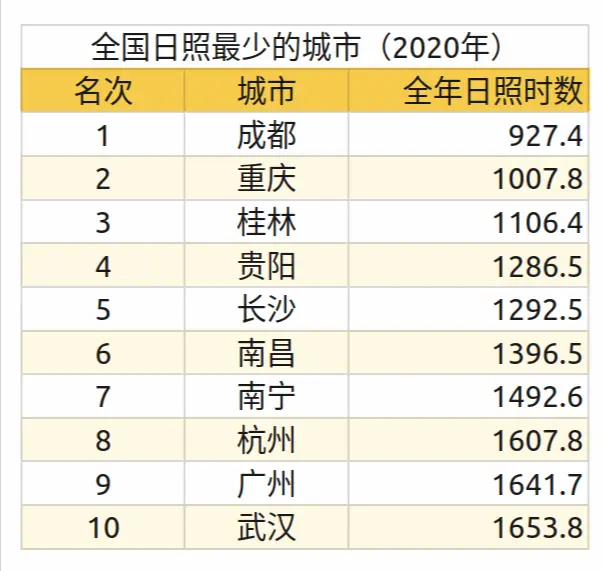 全国日照最少的城市（2020年）
名次 城市 全年日照时数
1 成都 927.4
2 重庆 1007.8
3 桂林 1106.4
4 贵阳 1286.5
5 长沙 1292.5
6 南昌 1396.5
7 南宁 1492.6
8 杭州 1607.8
9 广州 1641.7
10 武汉 1653.8